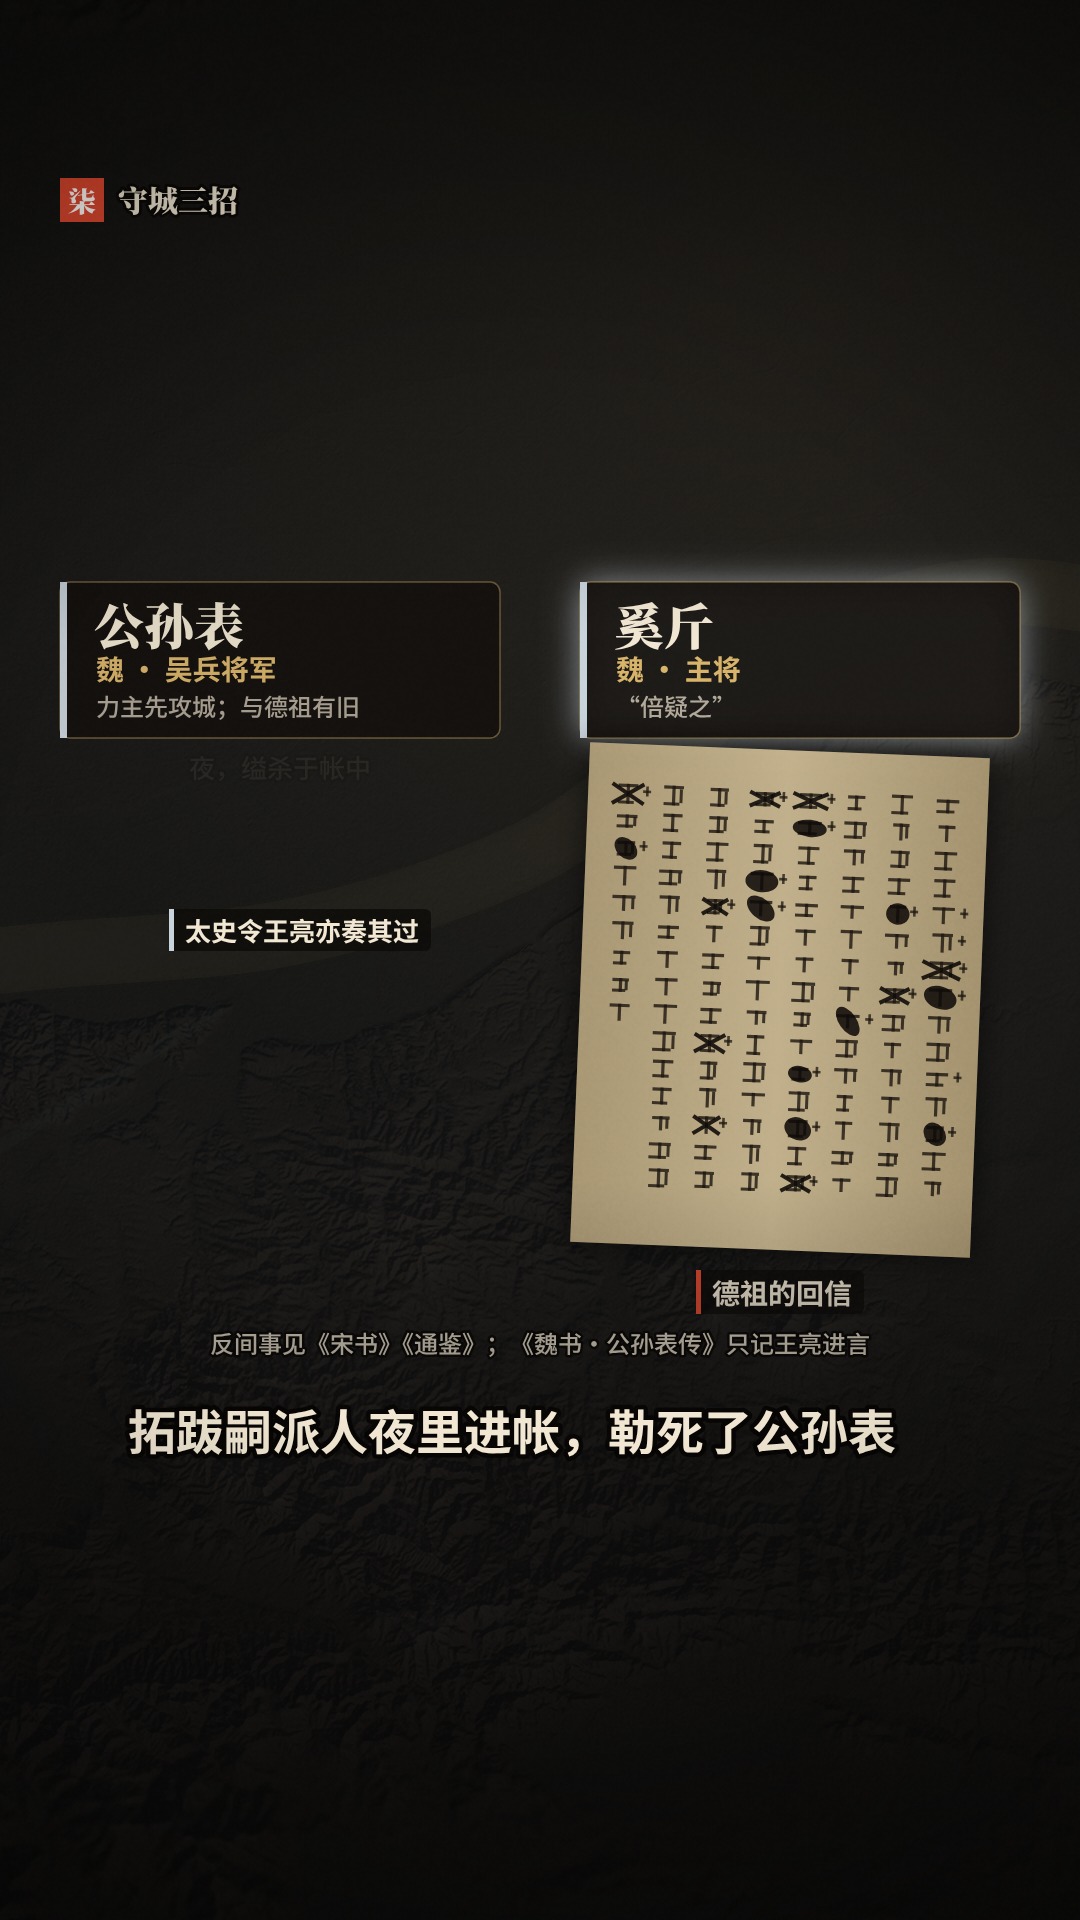 柒 守城三招
公孙表
魏 · 吴兵将军
力主先攻城；与德祖有旧
夜，缢杀于帐中
奚斤
魏 · 主将
“倍疑之”
太史令王亮亦奏其过
德祖的回信
反间事见《宋书》《通鉴》；《魏书·公孙表传》只记王亮进言
拓跋嗣派人夜里进帐，勒死了公孙表